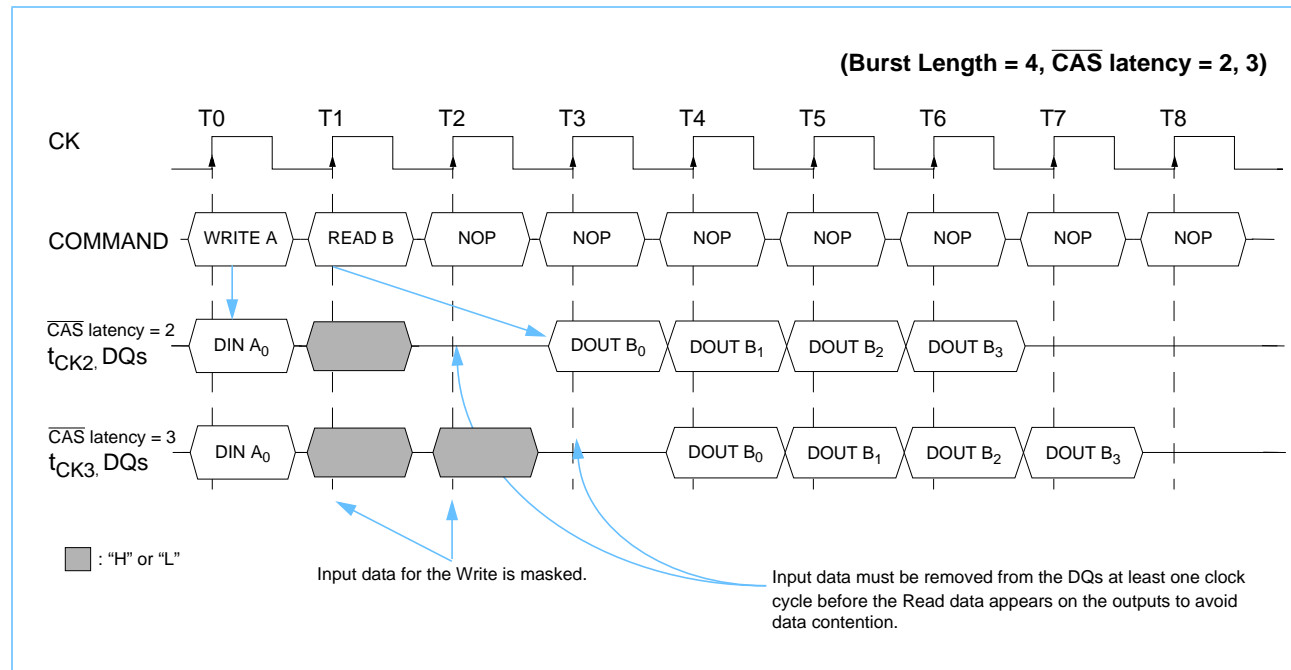 (Burst Length = 4, CAS latency = 2, 3)
T0 T1 T2 T3 T4 T5 T6 T7 T8
CK
COMMAND WRITE A READ B NOP NOP NOP NOP NOP NOP NOP
CAS latency = 2
tCK2, DQs DIN A0 DOUT B0 DOUT B1 DOUT B2 DOUT B3
CAS latency = 3
tCK3, DQs DIN A0 DOUT B0 DOUT B1 DOUT B2 DOUT B3
: “H” or “L”
Input data for the Write is masked.
Input data must be removed from the DQs at least one clock
cycle before the Read data appears on the outputs to avoid
data contention.